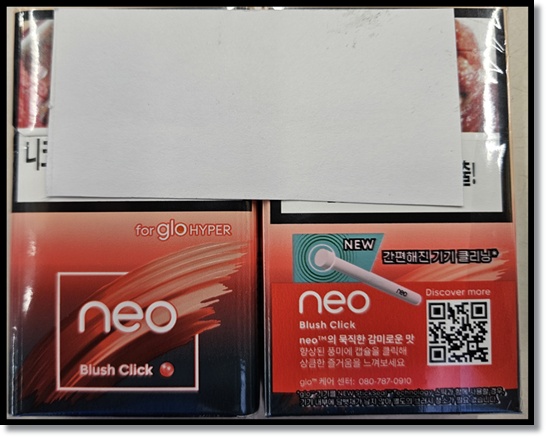 for glo HYPER
neo
Blush Click
NEW
간편해진 기기 클리닝
neo
neo
Blush Click
Discover more
neo™의 묵직한 감미로운 맛
향상된 풍미에 캡슐을 클릭해
상큼한 즐거움을 느껴보세요
glo™ 케어 센터: 080-787-0910